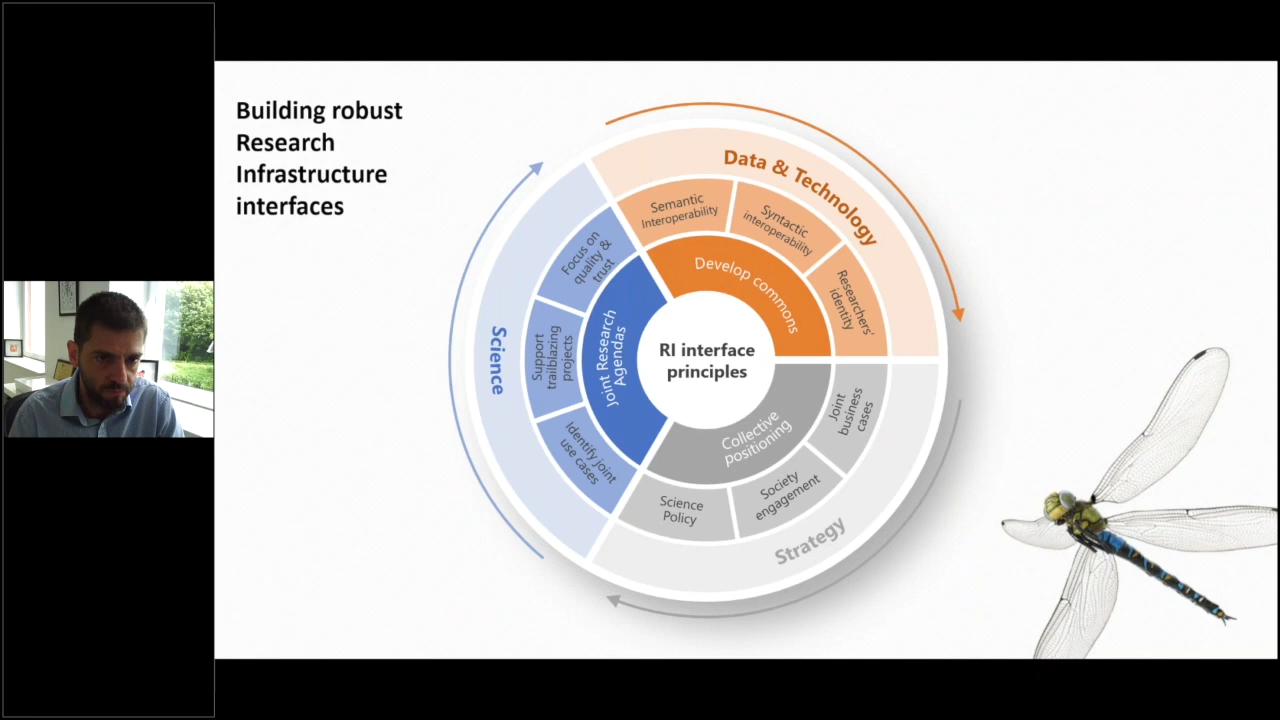 Building robust
Research
Infrastructure
interfaces
Data & Technology
Semantic
Interoperability
Syntactic
interoperability
Researchers'
identity
Develop commons
Science
Focus on
quality &
trust
Support
trailblazing
projects
Identify joint
use cases
Joint Research
Agendas
RI interface
principles
Collective
positioning
Joint
business
cases
Society
engagement
Science
Policy
Strategy